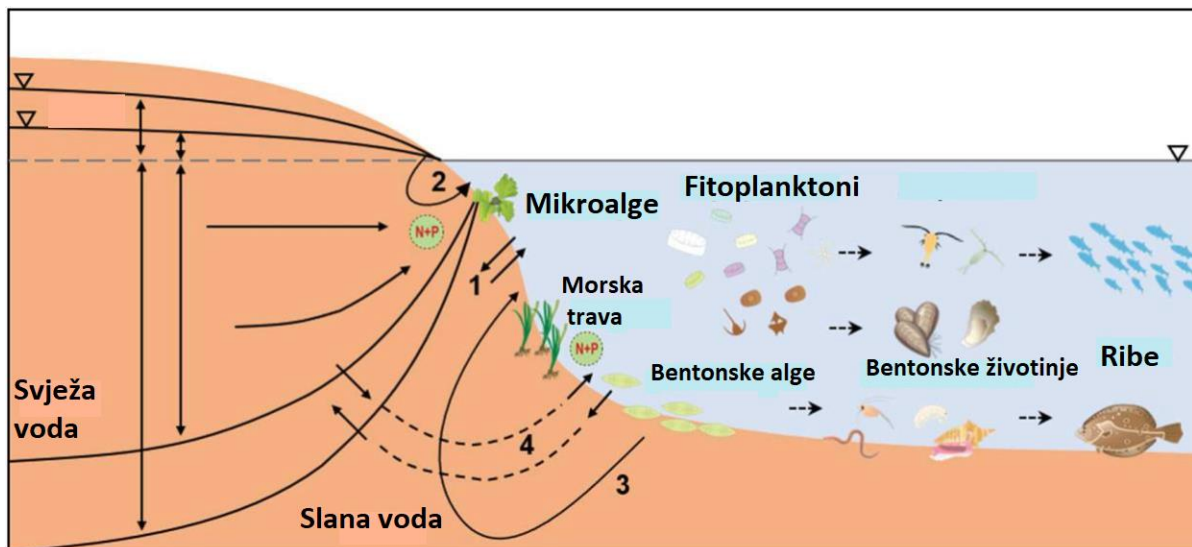 Fitoplanktoni
2
Mikroalge
N+P
1
Morska
trava
N+P
Ribe
Bentonske alge
Bentonske životinje
Svježa
voda
4
3
Slana voda